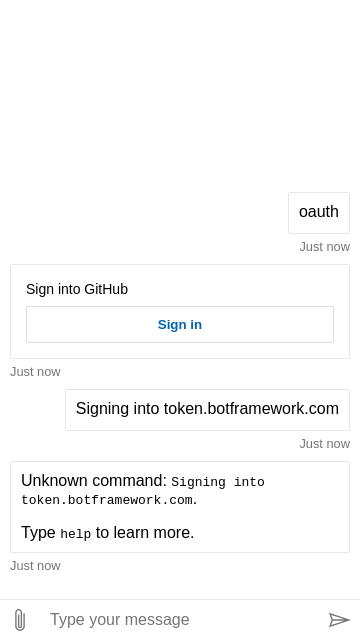 oauth
Just now
Sign into GitHub
Sign in
Just now
Signing into token.botframework.com
Just now
Unknown command: Signing into
token.botframework.com.
Type help to learn more.
Just now
Type your message